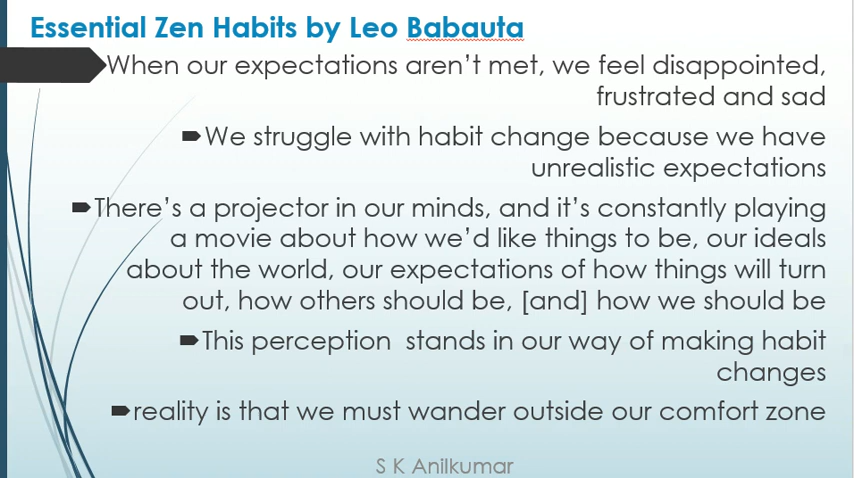 Essential Zen Habits by Leo Babauta
When our expectations aren't met, we feel disappointed,
frustrated and sad
We struggle with habit change because we have
unrealistic expectations
There's a projector in our minds, and it's constantly playing
a movie about how we'd like things to be, our ideals
about the world, our expectations of how things will turn
out, how others should be, [and] how we should be
This perception  stands in our way of making habit
changes
reality is that we must wander outside our comfort zone
S K Anilkumar